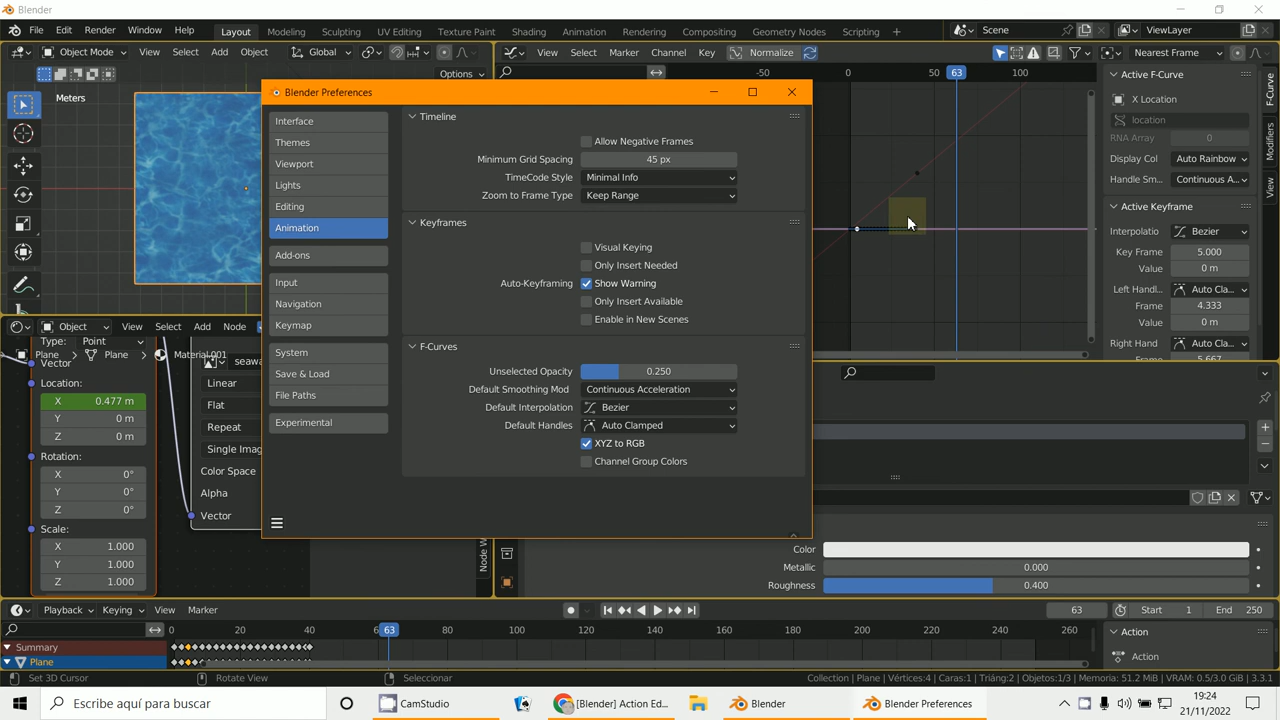 Blender
File Edit Render Window Help Layout Modeling Sculpting UV Editing Texture Paint Shading Animation Rendering Compositing Geometry Nodes Scripting + Scene ViewLayer
Object Mode View Select Add Object Global
View Select Marker Channel Key Normalize Nearest Frame
Options
-50 0 50 63 100
Meters
Blender Preferences
Interface
Themes
Viewport
Lights
Editing
Animation
Add-ons
Input
Navigation
Keymap
System
Save & Load
File Paths
Experimental
Timeline
Allow Negative Frames
Minimum Grid Spacing 45 px
TimeCode Style Minimal Info
Zoom to Frame Type Keep Range
Keyframes
Visual Keying
Only Insert Needed
Auto-Keyframing Show Warning
Only Insert Available
Enable in New Scenes
F-Curves
Unselected Opacity 0.250
Default Smoothing Mod Continuous Acceleration
Default Interpolation Bezier
Default Handles Auto Clamped
XYZ to RGB
Channel Group Colors
Active F-Curve
X Location
location
RNA Array 0
Display Col Auto Rainbow
Handle Sm... Continuous A...
Active Keyframe
Interpolatio Bezier
Key Frame 5.000
Value 0 m
Left Handl... Auto Cla...
Frame 4.333
Value 0 m
Right Hand Auto Cla...
Frame 5.667
F-Curve
Modifiers
View
Object View Select Add Node
Plane Plane Material.001
Type: Point
Vector
Location:
X 0.477 m
Y 0 m
Z 0 m
Rotation:
X 0°
Y 0°
Z 0°
Scale:
X 1.000
Y 1.000
Z 1.000
seawa
Linear
Flat
Repeat
Single Imag
Color Space
Alpha
Vector
Node W
Color
Metallic 0.000
Roughness 0.400
Playback Keying View Marker
63 Start 1 End 250
0 20 40 6 63 80 100 120 140 160 180 200 220 240 260
Summary
Plane
Action
Action
Set 3D Cursor Rotate View Seleccionar Collection | Plane | Vértices:4 | Caras:1 | Triáng:2 | Objetos:1/3 | Memoria: 51.2 MiB | VRAM: 0.5/3.0 GiB | 3.3.1
Escribe aquí para buscar CamStudio [Blender] Action Ed... Blender Blender Preferences
19:24
21/11/2022